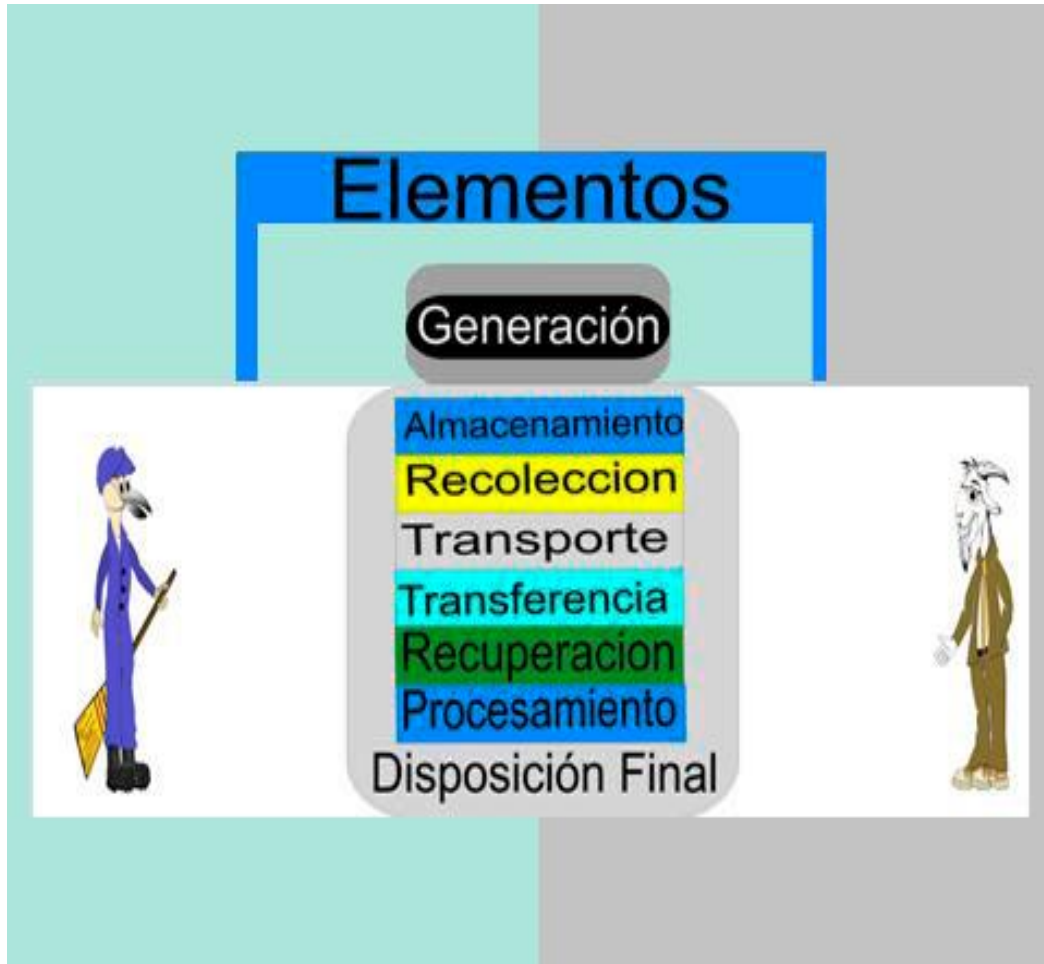 Elementos
Generación
Almacenamiento
Recoleccion
Transporte
Transferencia
Recuperacion
Procesamiento
Disposición Final